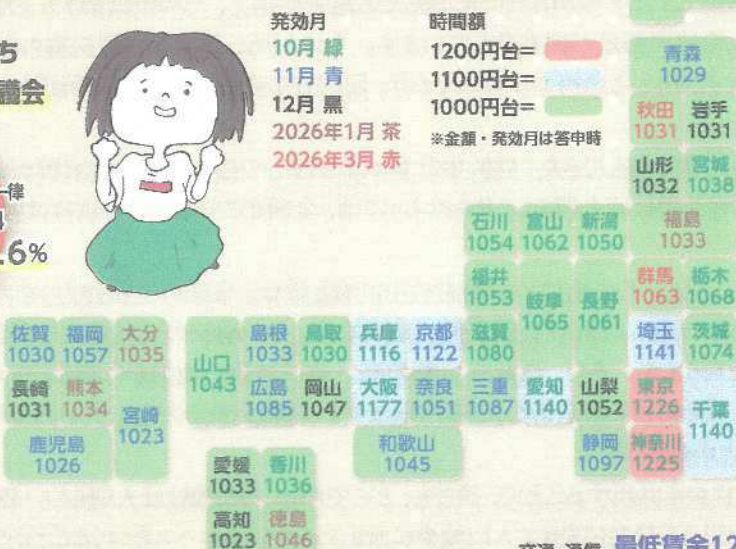 ち
議会
一律
.6%
発効月
10月 緑
11月 青
12月 黒
2026年1月 茶
2026年3月 赤
時間額
1200円台=
1100円台=
1000円台=
※金額・発効月は答申時
青森
1029
秋田 岩手
1031 1031
山形 宮城
1032 1038
石川 富山 新潟 福島
1054 1062 1050 1033
福井 岐阜 長野 群馬 栃木
1053 1065 1061 1063 1068
佐賀 福岡 大分 山口 島根 鳥取 兵庫 京都 滋賀 埼玉 茨城
1030 1057 1035 1043 1033 1030 1116 1122 1080 1141 1074
長崎 熊本 宮崎 広島 岡山 大阪 奈良 三重 愛知 山梨 東京 千葉
1031 1034 1023 1085 1047 1177 1051 1087 1140 1052 1226 1140
鹿児島 和歌山 静岡 神奈川
1026 1045 1097 1225
愛媛 香川
1033 1036
高知 徳島
1023 1046
交通・通信 最低賃金12